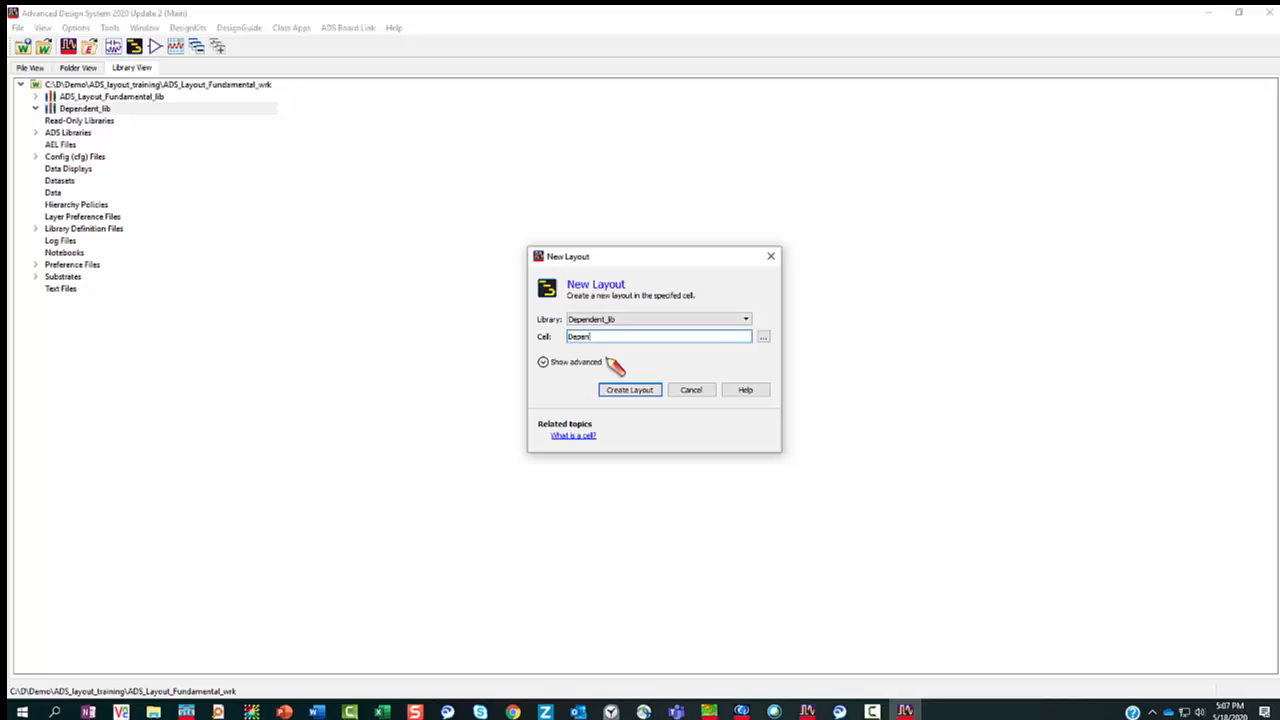 Advanced Design System 2020 Update 2 (Main)
File View Options Tools Window DesignKits DesignGuide Class Apps ADS Board Link Help
File View Folder View Library View
C:\D\Demo\ADS_layout_training\ADS_Layout_Fundamental_wrk
ADS_Layout_Fundamental_lib
Dependent_lib
Read-Only Libraries
ADS Libraries
AEL Files
Config (cfg) Files
Data Displays
Datasets
Data
Hierarchy Policies
Layer Preference Files
Library Definition Files
Log Files
Notebooks
Preference Files
Substrates
Text Files
New Layout
New Layout
Create a new layout in the specifed cell.
Library: Dependent_lib
Cell: Depen
...
Show advanced
Create Layout Cancel Help
Related topics
What is a cell?
C:\D\Demo\ADS_layout_training\ADS_Layout_Fundamental_wrk
5:07 PM
5/18/2020